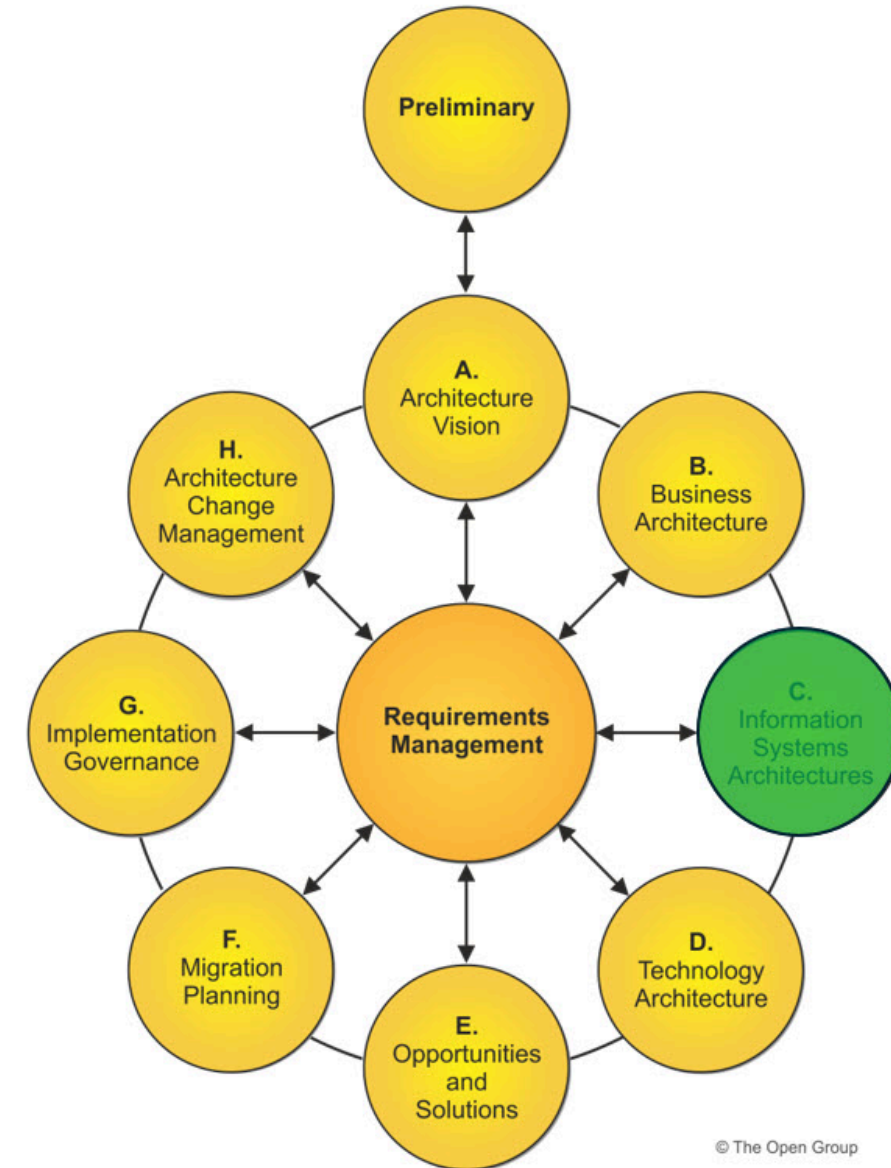 Preliminary
A.
Architecture
Vision
B.
Business
Architecture
C.
Information
Systems
Architectures
D.
Technology
Architecture
E.
Opportunities
and
Solutions
F.
Migration
Planning
G.
Implementation
Governance
H.
Architecture
Change
Management
Requirements
Management
© The Open Group